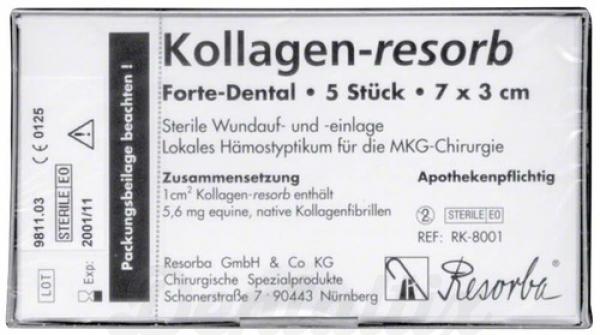 Kollagen-resorb
Forte-Dental • 5 Stück • 7 x 3 cm
Sterile Wundauf- und -einlage
Lokales Hämostyptikum für die MKG-Chirurgie
Zusammensetzung
1cm² Kollagen-resorb enthält
5,6 mg equine, native Kollagenfibrillen
Apothekenpflichtig
2 STERILE EO
REF: RK-8001
Resorba GmbH & Co KG
Chirurgische Spezialprodukte
Schonerstraße 7 · 90443 Nürnberg
Resorba®
Packungsbeilage beachten !
CE 0125
LOT 9811.03 STERILE EO
Exp: 2001/11